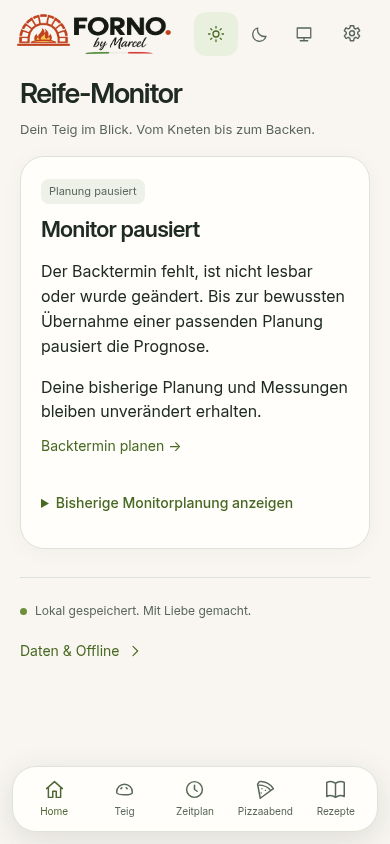 FORNO.
by Marcel
Reife-Monitor
Dein Teig im Blick. Vom Kneten bis zum Backen.
Planung pausiert
Monitor pausiert
Der Backtermin fehlt, ist nicht lesbar
oder wurde geändert. Bis zur bewussten
Übernahme einer passenden Planung
pausiert die Prognose.
Deine bisherige Planung und Messungen
bleiben unverändert erhalten.
Backtermin planen →
▶ Bisherige Monitorplanung anzeigen
Lokal gespeichert. Mit Liebe gemacht.
Daten & Offline >
Home Teig Zeitplan Pizzaabend Rezepte